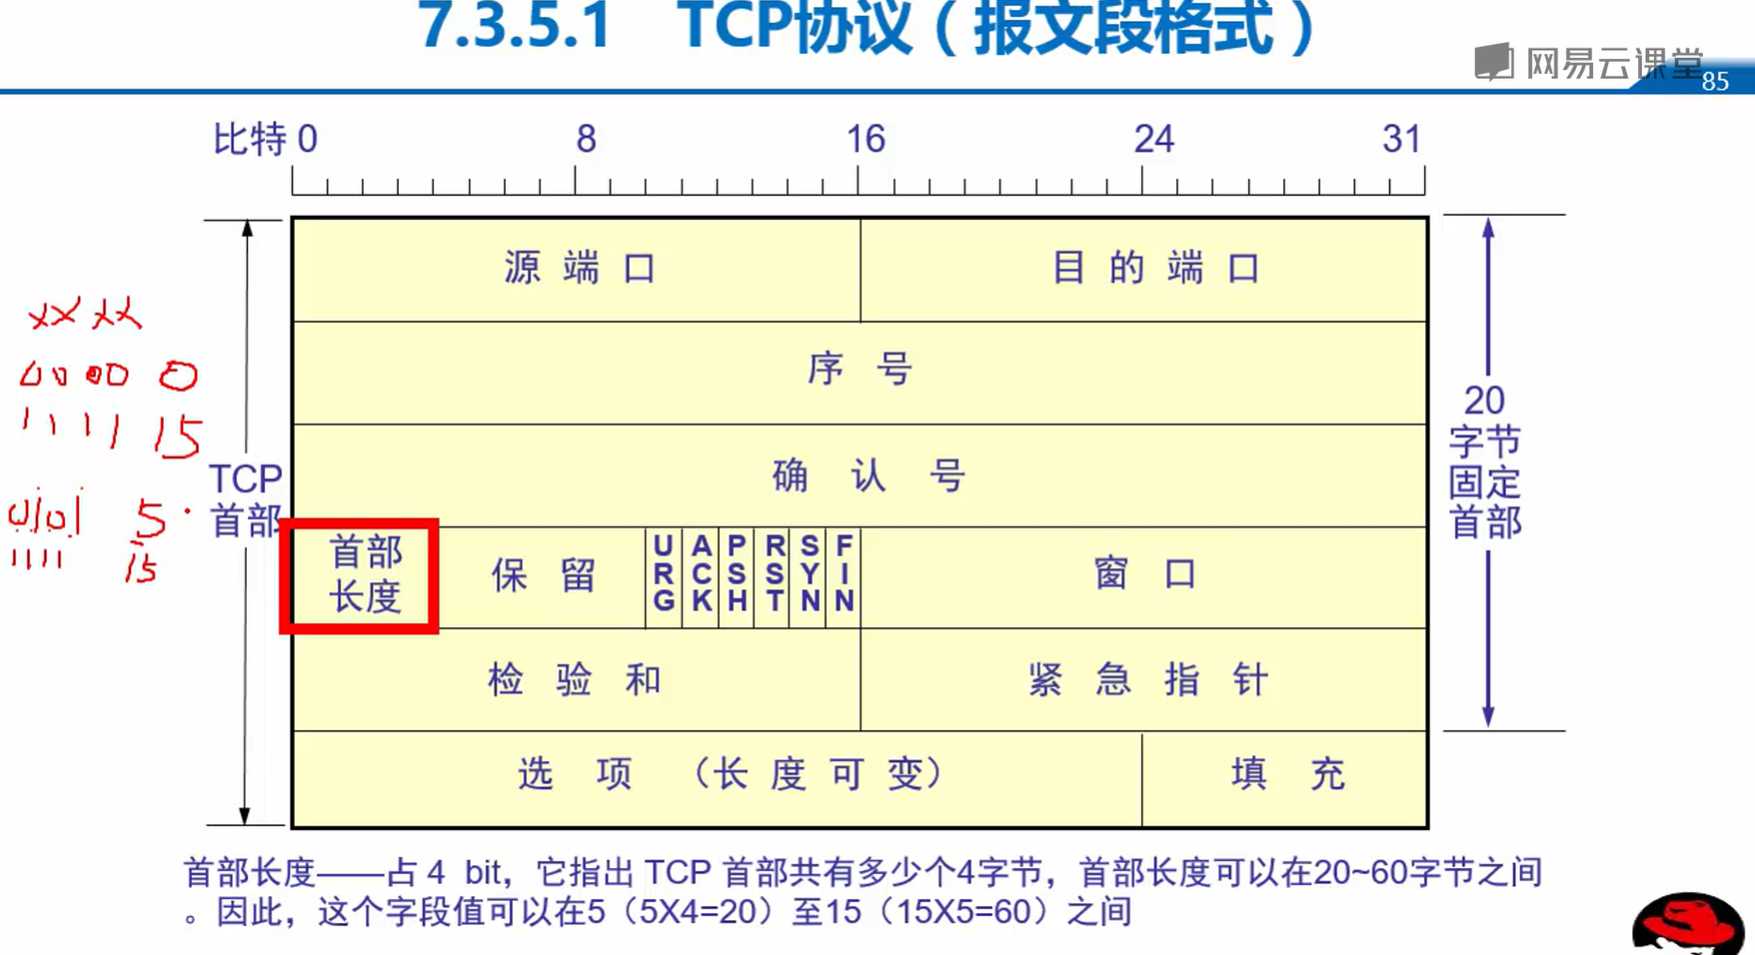 7.3.5.1 TCP协议（报文段格式）
网易云课堂
85
比特 0 8 16 24 31
源端口 目的端口
序号
确认号
首部长度 保留 URG ACK PSH RST SYN FIN 窗口
检验和 紧急指针
选项（长度可变） 填充
TCP
首部
20
字节
固定
首部
XX XX
0000 0
1111 15
0101 5
1111 15
首部长度——占 4 bit，它指出 TCP 首部共有多少个4字节，首部长度可以在20~60字节之间
。因此，这个字段值可以在5（5X4=20）至15（15X5=60）之间